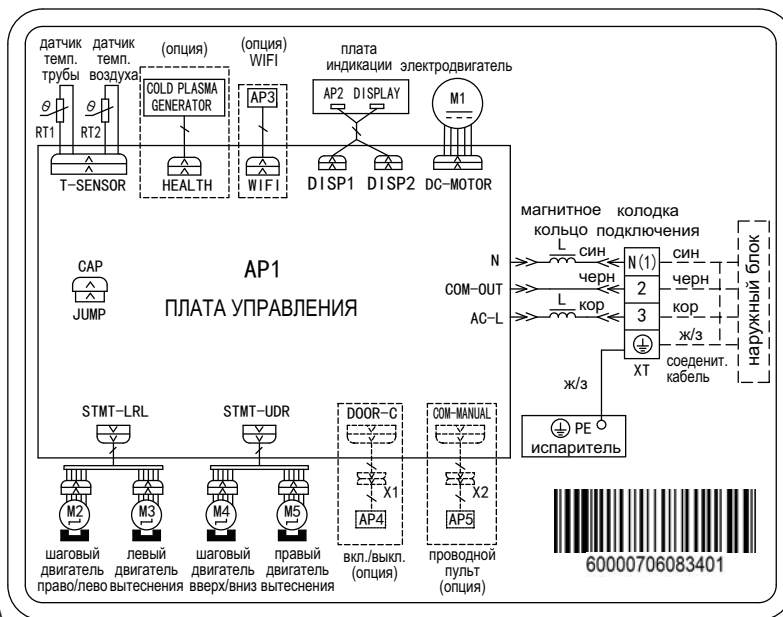 датчик
темп.
трубы
датчик
темп.
воздуха
(опция)
(опция)
WIFI
плата
индикации
электродвигатель
θ
RT1
θ
RT2
COLD PLASMA
GENERATOR
AP3
AP2 DISPLAY
M1
T-SENSOR
HEALTH
WIFI
DISP1
DISP2
DC-MOTOR
магнитное
кольцо
колодка
подключения
CAP
JUMP
AP1
ПЛАТА УПРАВЛЕНИЯ
N
L
син
N(1)
син
COM-OUT
черн
2
черн
AC-L
L
кор
3
кор
ж/з
XT
соеденит.
кабель
наружный блок
ж/з
PE
испаритель
STMT-LRL
STMT-UDR
DOOR-C
COM-MANUAL
X1
X2
M2
M3
M4
M5
AP4
AP5
шаговый
двигатель
право/лево
левый
двигатель
вытеснения
шаговый
двигатель
вверх/вниз
правый
двигатель
вытеснения
вкл./выкл.
(опция)
проводной
пульт
(опция)
60000706083401